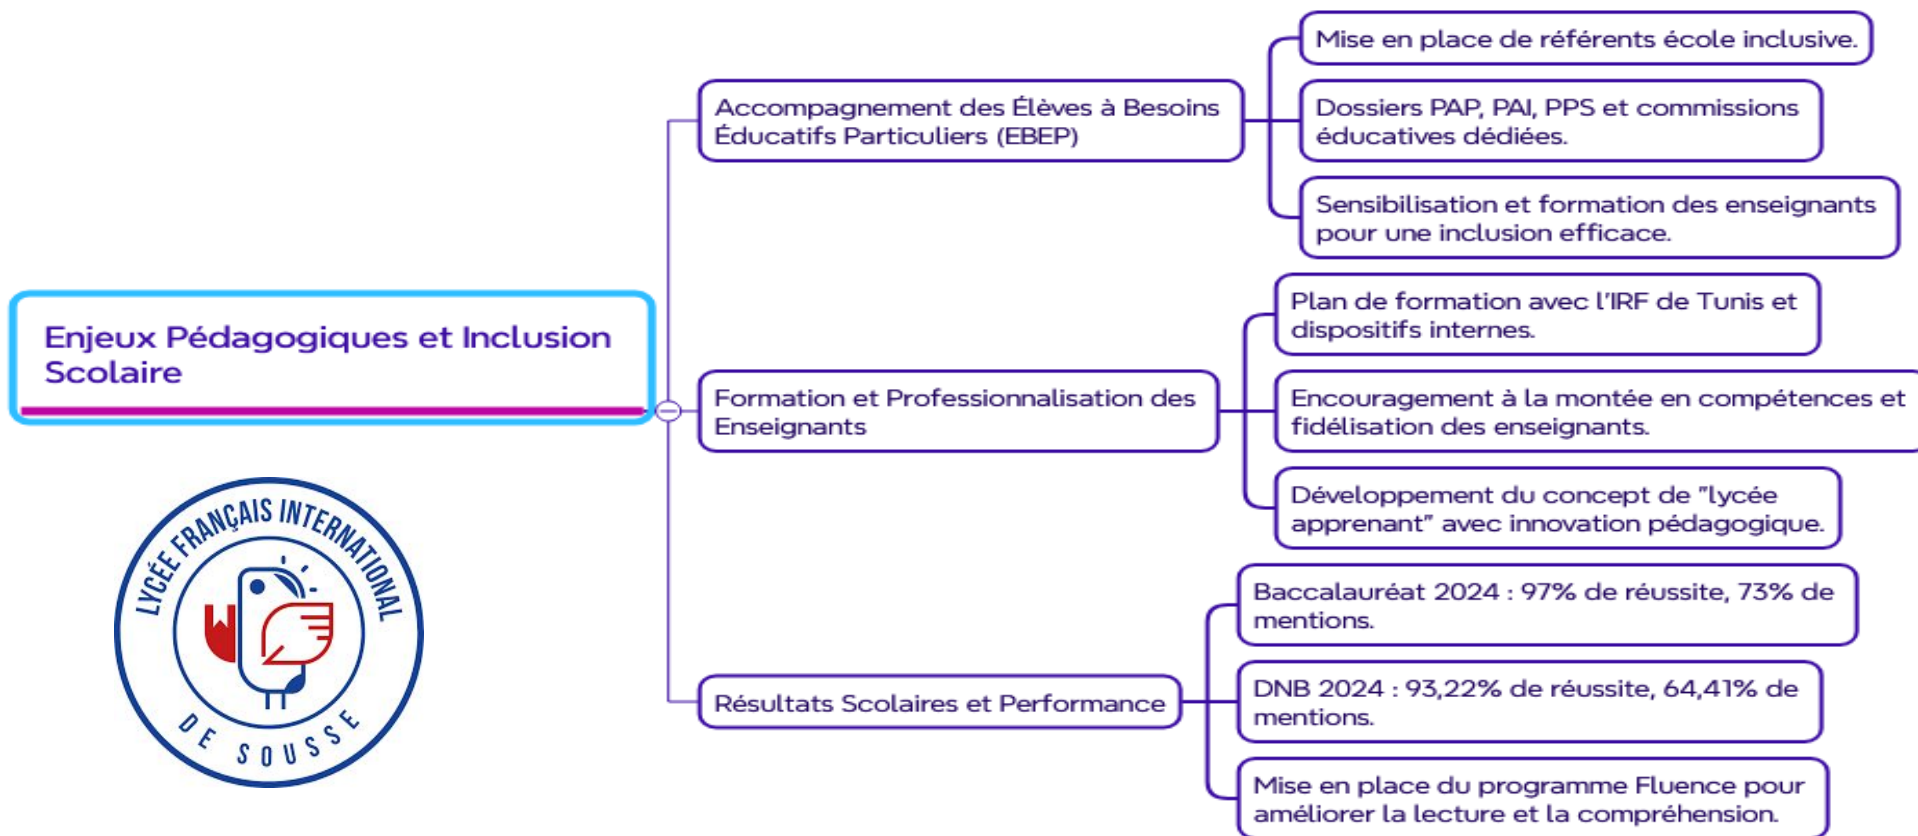 Enjeux Pédagogiques et Inclusion
Scolaire
Accompagnement des Élèves à Besoins
Éducatifs Particuliers (EBEP)
Mise en place de référents école inclusive.
Dossiers PAP, PAI, PPS et commissions
éducatives dédiées.
Sensibilisation et formation des enseignants
pour une inclusion efficace.
Formation et Professionnalisation des
Enseignants
Plan de formation avec l'IRF de Tunis et
dispositifs internes.
Encouragement à la montée en compétences et
fidélisation des enseignants.
Développement du concept de "lycée
apprenant" avec innovation pédagogique.
Résultats Scolaires et Performance
Baccalauréat 2024 : 97% de réussite, 73% de
mentions.
DNB 2024 : 93,22% de réussite, 64,41% de
mentions.
Mise en place du programme Fluence pour
améliorer la lecture et la compréhension.
LYCÉE FRANÇAIS INTERNATIONAL
DE SOUSSE